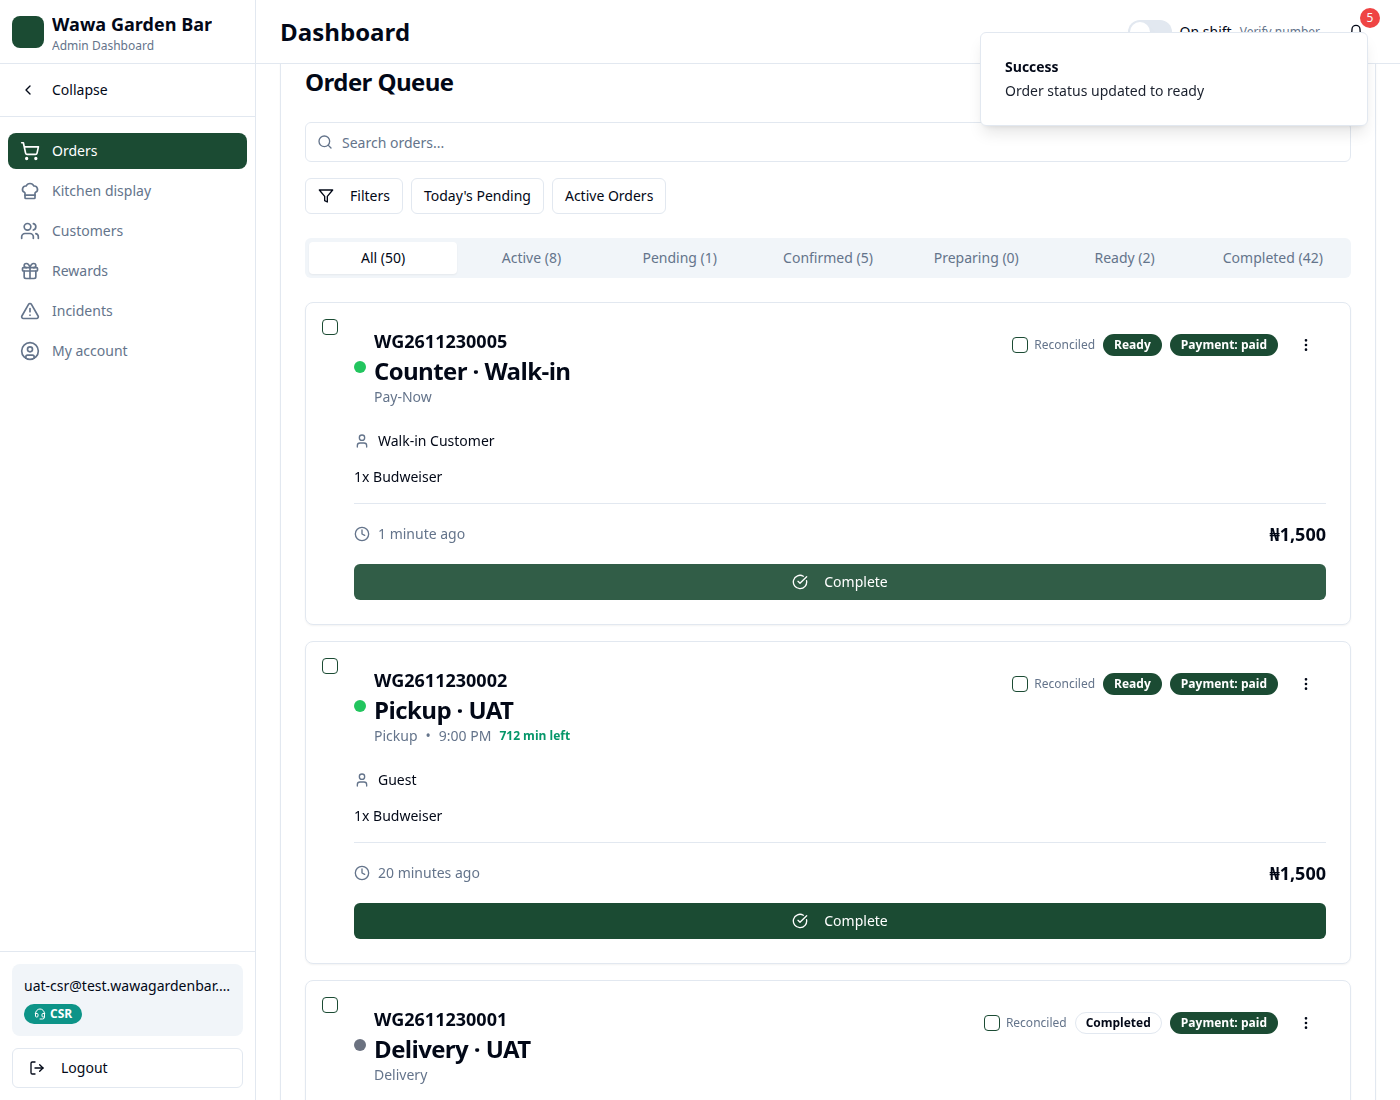 Wawa Garden Bar
Admin Dashboard
Collapse
Orders
Kitchen display
Customers
Rewards
Incidents
My account
uat-csr@test.wawagardenbar....
CSR
Logout
Dashboard
On shift Verify number
5
Success
Order status updated to ready
Order Queue
Search orders...
Filters
Today's Pending
Active Orders
All (50)
Active (8)
Pending (1)
Confirmed (5)
Preparing (0)
Ready (2)
Completed (42)
WG2611230005
Counter · Walk-in
Pay-Now
Reconciled
Ready
Payment: paid
Walk-in Customer
1x Budweiser
1 minute ago
₦1,500
Complete
WG2611230002
Pickup · UAT
Pickup • 9:00 PM 712 min left
Reconciled
Ready
Payment: paid
Guest
1x Budweiser
20 minutes ago
₦1,500
Complete
WG2611230001
Delivery · UAT
Delivery
Reconciled
Completed
Payment: paid